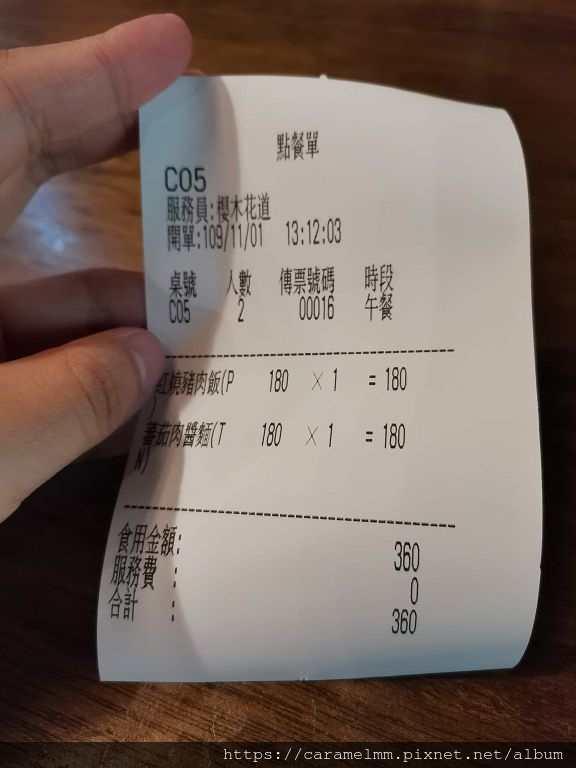 點餐單
C05
服務員:櫻木花道
開單:109/11/01 13:12:03
桌號 人數 傳票號碼 時段
C05 2 00016 午餐
紅燒豬肉飯(P 180 × 1 = 180
)
蕃茄肉醬麵(T 180 × 1 = 180
N)
食用金額: 360
服務費 : 0
合計 : 360
https://caramelmm.pixnet.net/album